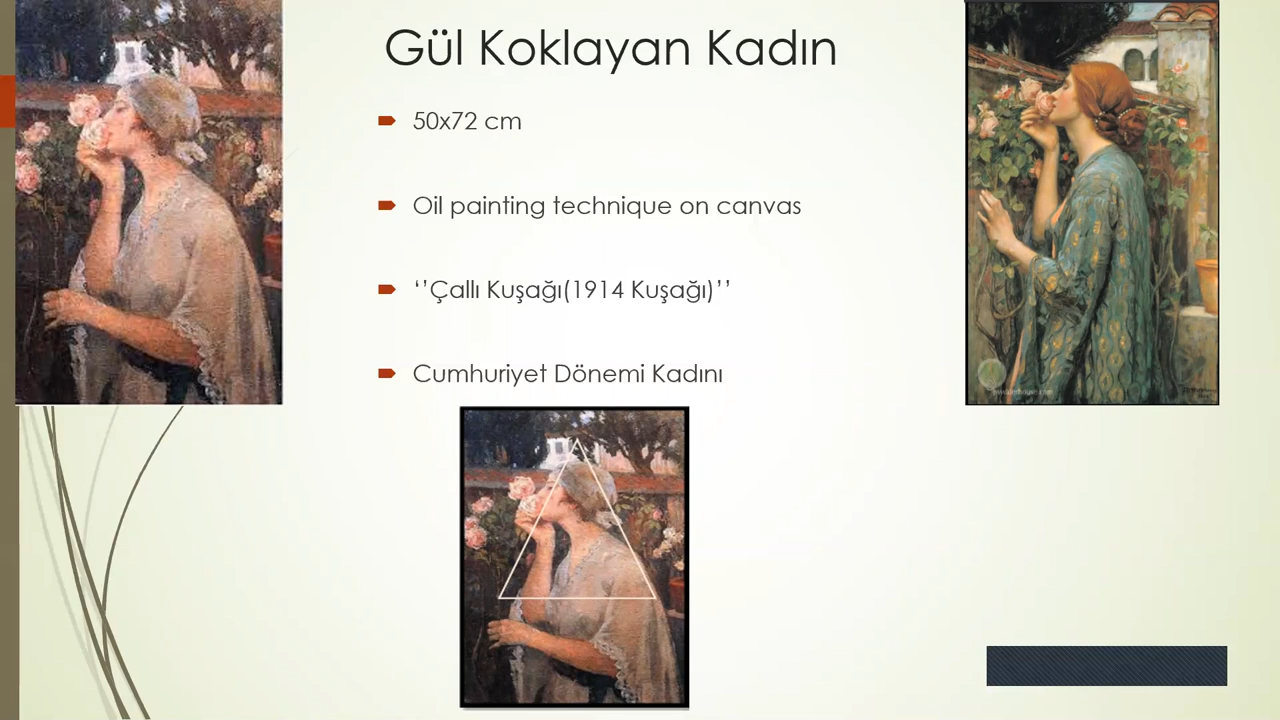 Gül Koklayan Kadın
50x72 cm
Oil painting technique on canvas
‘’Çallı Kuşağı(1914 Kuşağı)’’
Cumhuriyet Dönemi Kadını